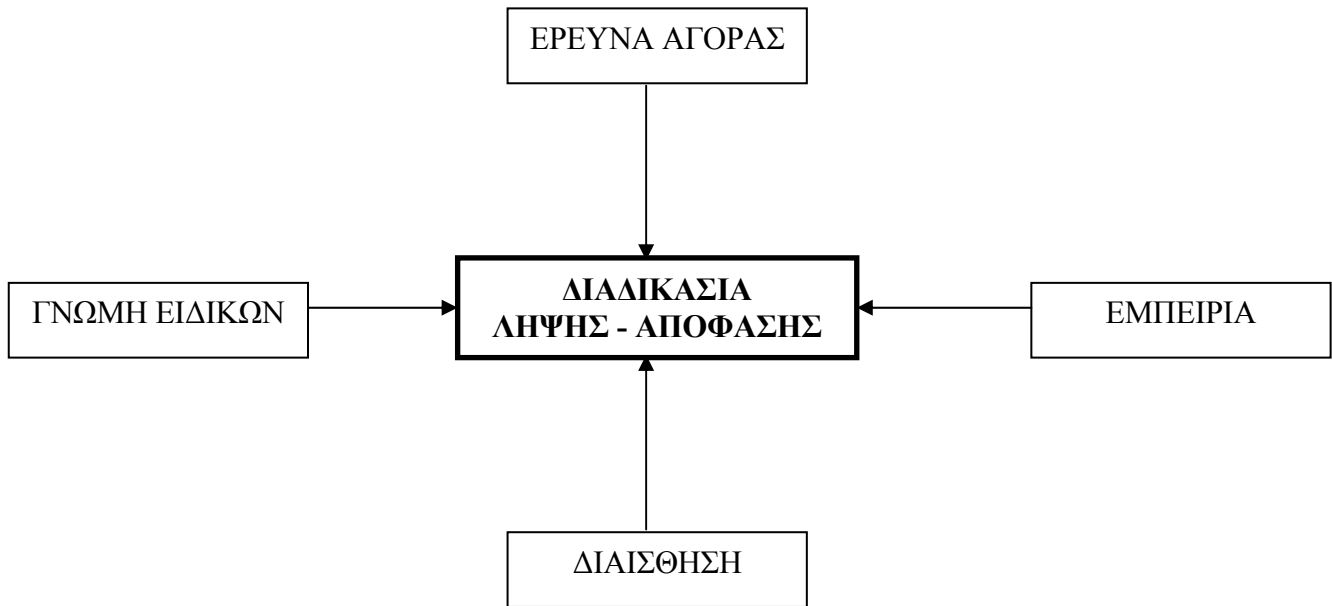 ΕΡΕΥΝΑ ΑΓΟΡΑΣ
ΓΝΩΜΗ ΕΙΔΙΚΩΝ
ΔΙΑΔΙΚΑΣΙΑ
ΛΗΨΗΣ - ΑΠΟΦΑΣΗΣ
ΕΜΠΕΙΡΙΑ
ΔΙΑΙΣΘΗΣΗ